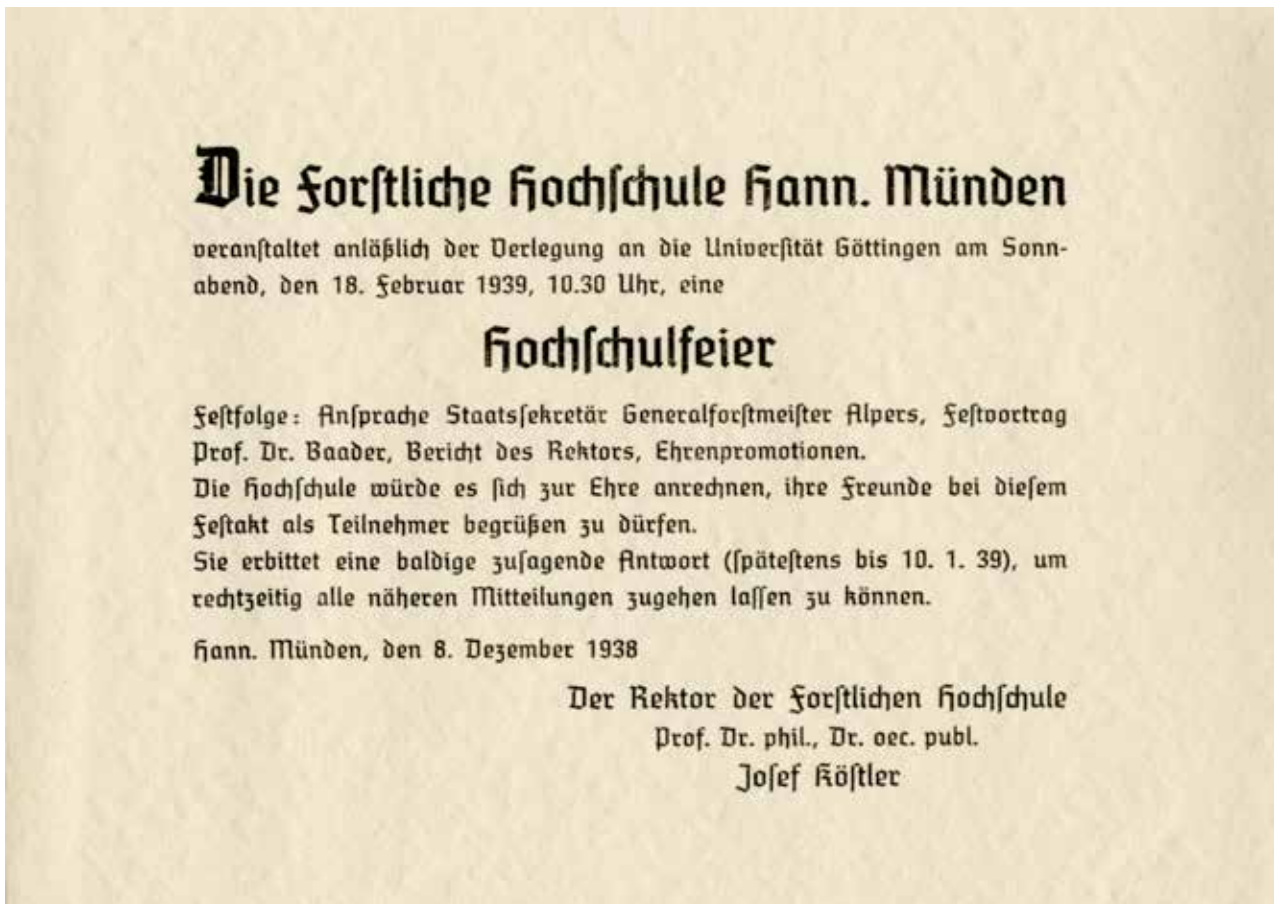 Die Forstliche Hochschule Hann. Münden
veranstaltet anläßlich der Verlegung an die Universität Göttingen am Sonn-
abend, den 18. Februar 1939, 10.30 Uhr, eine
Hochschulfeier
Festfolge: Ansprache Staatssekretär Generalforstmeister Alpers, Festvortrag
Prof. Dr. Baader, Bericht des Rektors, Ehrenpromotionen.
Die Hochschule würde es sich zur Ehre anrechnen, ihre Freunde bei diesem
Festakt als Teilnehmer begrüßen zu dürfen.
Sie erbittet eine baldige zusagende Antwort (spätestens bis 10. 1. 39), um
rechtzeitig alle näheren Mitteilungen zugehen lassen zu können.
Hann. Münden, den 8. Dezember 1938
Der Rektor der Forstlichen Hochschule
Prof. Dr. phil., Dr. oec. publ.
Josef Köstler